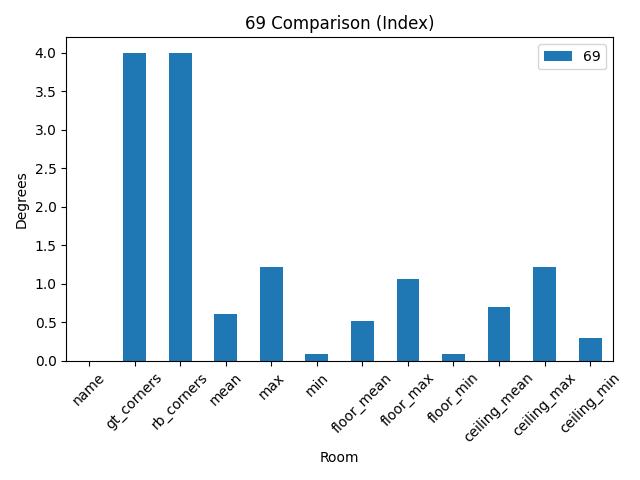 69 Comparison (Index)
69
Degrees
4.0
3.5
3.0
2.5
2.0
1.5
1.0
0.5
0.0
name
gt_corners
rb_corners
mean
max
min
floor_mean
floor_max
floor_min
ceiling_mean
ceiling_max
ceiling_min
Room